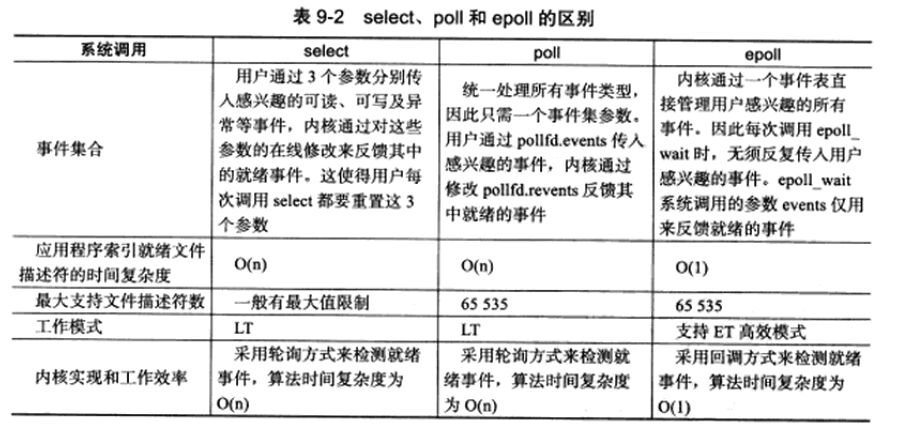 表 9-2 select、poll 和 epoll 的区别
系统调用 select poll epoll
事件集合
用户通过 3 个参数分别传
入感兴趣的可读、可写及异
常等事件，内核通过对这些
参数的在线修改来反馈其中
的就绪事件。这使得用户每
次调用 select 都要重置这 3
个参数
统一处理所有事件类型，
因此只需一个事件集参数。
用户通过 pollfd.events 传入
感兴趣的事件，内核通过
修改 pollfd.revents 反馈其
中就绪的事件
内核通过一个事件表直
接管理用户感兴趣的所有
事件。因此每次调用 epoll_
wait 时，无须反复传入用户
感兴趣的事件。epoll_wait
系统调用的参数 events 仅用
来反馈就绪的事件
应用程序索引就绪文件
描述符的时间复杂度
O(n)
O(n)
O(1)
最大支持文件描述符数 一般有最大值限制 65 535 65 535
工作模式 LT LT 支持 ET 高效模式
内核实现和工作效率
采用轮询方式来检测就绪
事件，算法时间复杂度为
O(n)
采用轮询方式来检测就
绪事件，算法时间复杂度
为 O(n)
采用回调方式来检测就绪
事件，算法时间复杂度为
O(1)